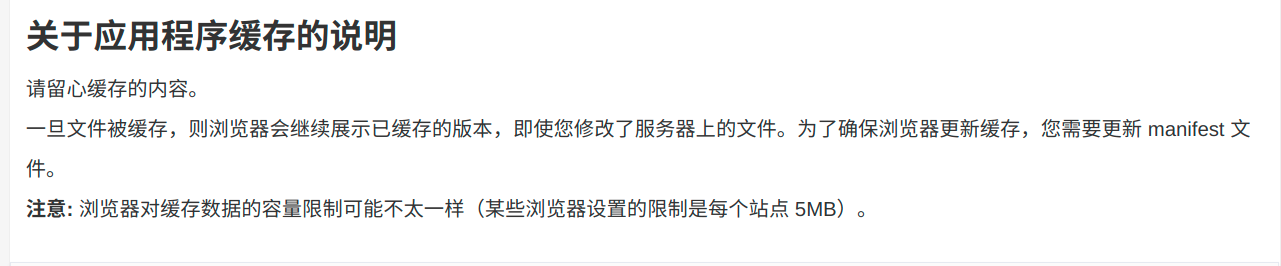 关于应用程序缓存的说明
请留心缓存的内容。
一旦文件被缓存，则浏览器会继续展示已缓存的版本，即使您修改了服务器上的文件。为了确保浏览器更新缓存，您需要更新 manifest 文
件。
注意: 浏览器对缓存数据的容量限制可能不太一样（某些浏览器设置的限制是每个站点 5MB）。